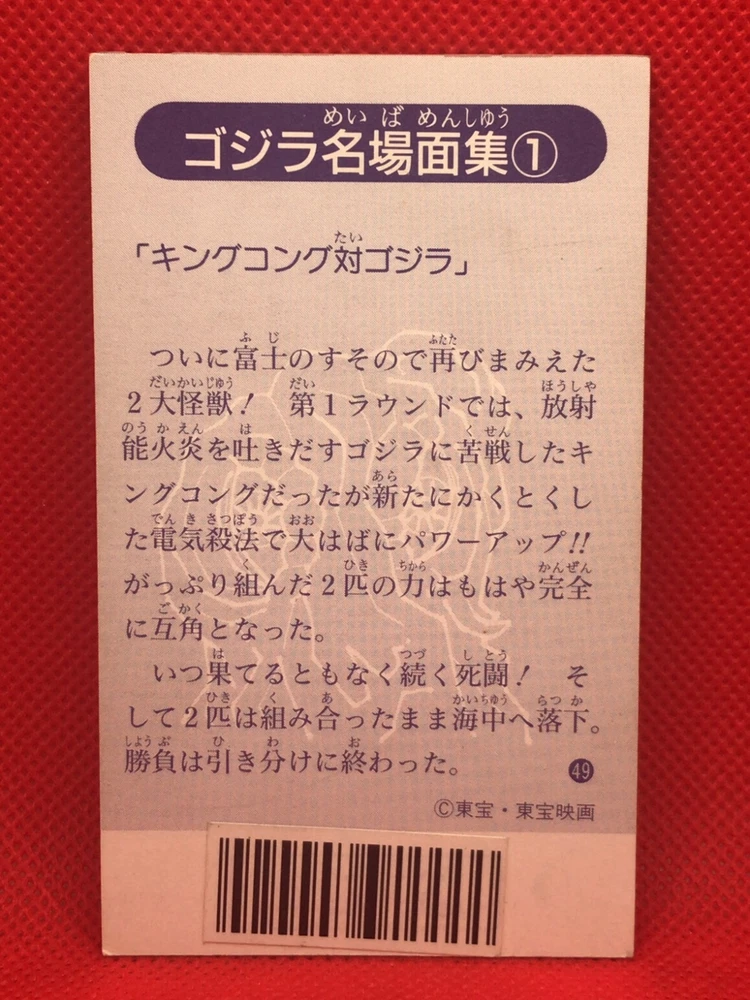 ゴジラ名場面集①
めいばめんしゅう
「キングコング対ゴジラ」
たい
ついに富士のすそので再びまみえた
ふじ ふたた
2大怪獣！ 第1ラウンドでは、放射
だいかいじゅう だい ほうしゃ
能火炎を吐きだすゴジラに苦戦したキ
のうかえん は くせん
ングコングだったが新たにかくとくし
あら
た電気殺法で大はばにパワーアップ!!
でんきさっぽう おお
がっぷり組んだ2匹の力はもはや完全
く ひき ちから かんぜん
に互角となった。
ごかく
いつ果てるともなく続く死闘！ そ
は つづ しとう
して2匹は組み合ったまま海中へ落下。
ひき く あ かいちゅう らっか
勝負は引き分けに終わった。
しょうぶ ひ わ お
49
©東宝・東宝映画